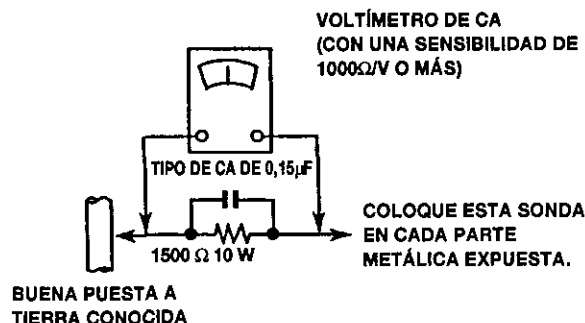 VOLTÍMETRO DE CA
(CON UNA SENSIBILIDAD DE
1000Ω/V O MÁS)
TIPO DE CA DE 0,15µF
1500 Ω 10 W
COLOQUE ESTA SONDA
EN CADA PARTE
METÁLICA EXPUESTA.
BUENA PUESTA A
TIERRA CONOCIDA